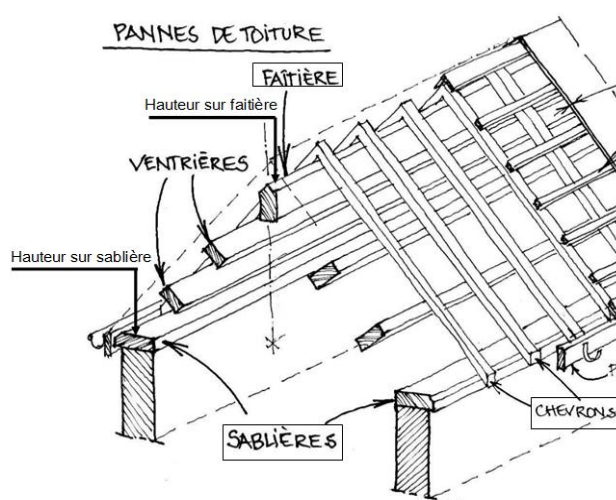 PANNES DE TOITURE
FAÎTIÈRE
Hauteur sur faitière
VENTRIÈRES
Hauteur sur sablière
P
CHEVRONS
SABLIÈRES